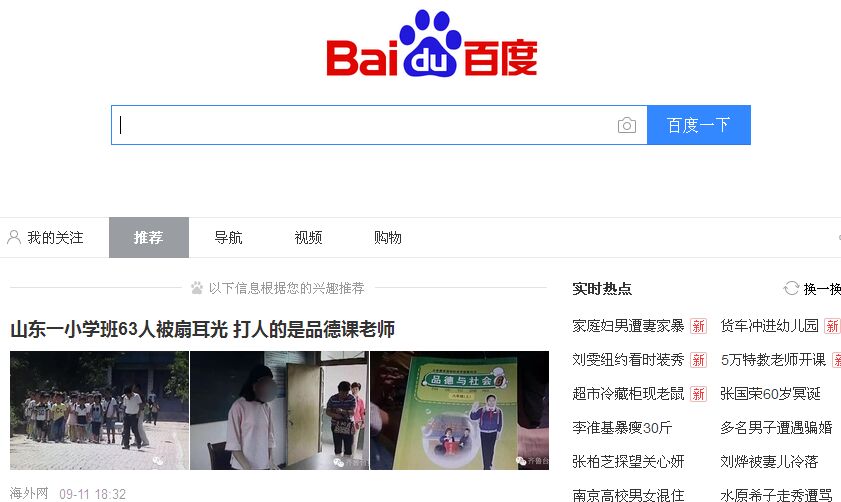 Bai du 百度
百度一下
我的关注 推荐 导航 视频 购物
以下信息根据您的兴趣推荐
山东一小学班63人被扇耳光 打人的是品德课老师
品德与社会
海外网 09-11 18:32
实时热点 换一换
家庭妇男遭妻家暴 新 货车冲进幼儿园 新
刘雯纽约看时装秀 新 5万特教老师开课 新
超市冷藏柜现老鼠 新 张国荣60岁冥诞
李准基暴瘦30斤 多名男子遭遇骗婚
张柏芝探望关心妍 刘烨被妻儿冷落
南京高校男女混住 水原希子走秀遭骂